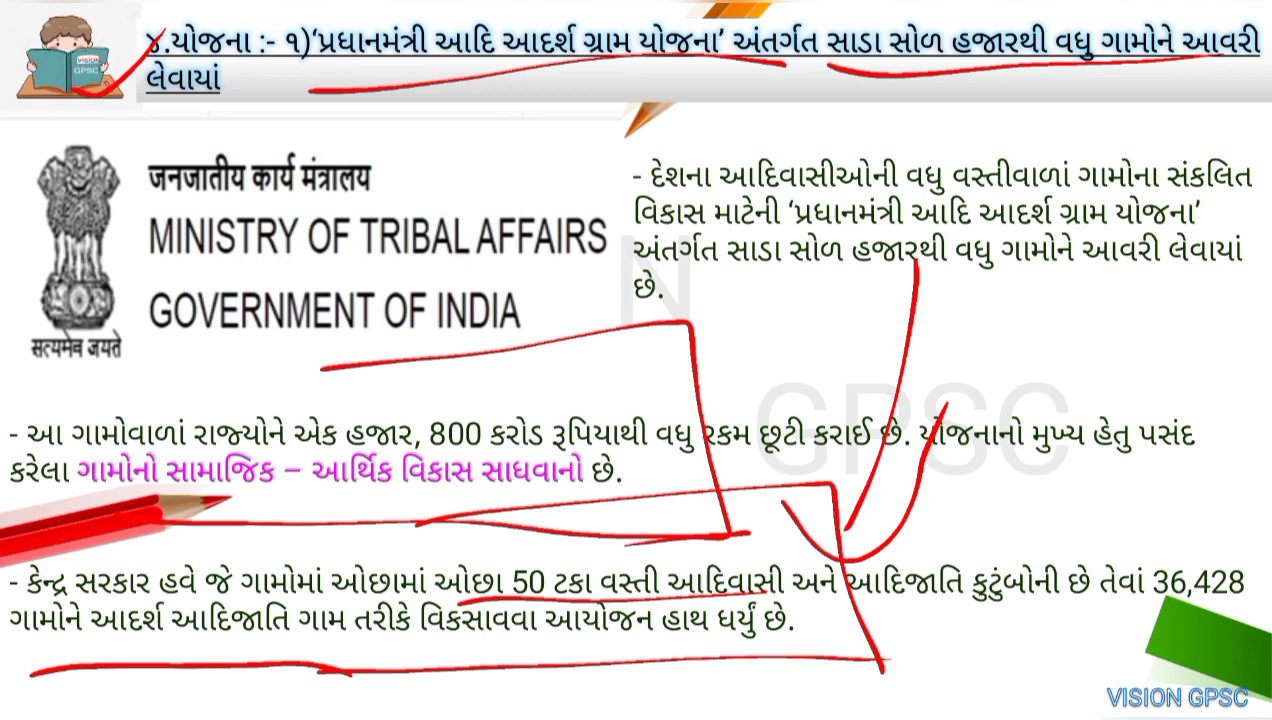 VISION
GPSC
૪.યોજના :- ૧)‘પ્રધાનમંત્રી આદિ આદર્શ ગ્રામ યોજના’ અંતર્ગત સાડા સોળ હજારથી વધુ ગામોને આવરી
લેવાયાં
जनजातीय कार्य मंत्रालय
MINISTRY OF TRIBAL AFFAIRS
GOVERNMENT OF INDIA
सत्यमेव जयते
- દેશના આદિવાસીઓની વધુ વસ્તીવાળાં ગામોના સંકલિત
વિકાસ માટેની ‘પ્રધાનમંત્રી આદિ આદર્શ ગ્રામ યોજના’
અંતર્ગત સાડા સોળ હજારથી વધુ ગામોને આવરી લેવાયાં
છે.
N
GPSC
- આ ગામોવાળાં રાજ્યોને એક હજાર, 800 કરોડ રૂપિયાથી વધુ રકમ છૂટી કરાઈ છે. યોજનાનો મુખ્ય હેતુ પસંદ
કરેલા ગામોનો સામાજિક – આર્થિક વિકાસ સાધવાનો છે.
- કેન્દ્ર સરકાર હવે જે ગામોમાં ઓછામાં ઓછા 50 ટકા વસ્તી આદિવાસી અને આદિજાતિ કુટુંબોની છે તેવાં 36,428
ગામોને આદર્શ આદિજાતિ ગામ તરીકે વિકસાવવા આયોજન હાથ ધર્યું છે.
VISION GPSC